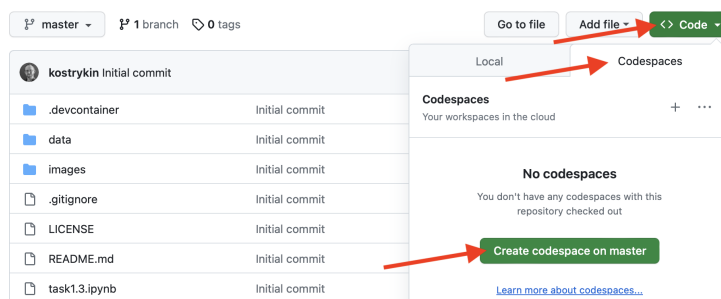 master
1 branch
0 tags
Go to file
Add file
<> Code
kostrykin Initial commit
.devcontainer Initial commit
data Initial commit
images Initial commit
.gitignore Initial commit
LICENSE Initial commit
README.md Initial commit
task1.3.ipynb Initial commit
Local
Codespaces
Codespaces
Your workspaces in the cloud
No codespaces
You don't have any codespaces with this
repository checked out
Create codespace on master
Learn more about codespaces...